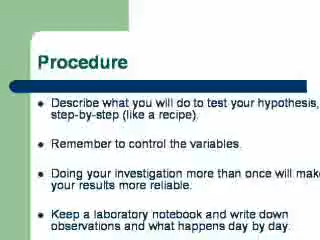 Procedure
Describe what you will do to test your hypothesis,
step-by-step (like a recipe).
Remember to control the variables.
Doing your investigation more than once will make
your results more reliable.
Keep a laboratory notebook and write down
observations and what happens day by day.